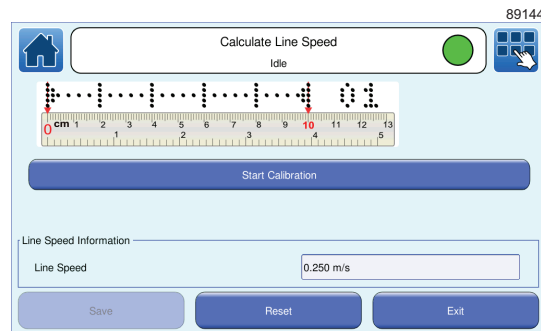 89144
Calculate Line Speed
Idle
01
0 cm 1 2 3 4 5 6 7 8 9 10 11 12 13
1 2 3 4 5
Start Calibration
Line Speed Information
Line Speed 0.250 m/s
Save Reset Exit